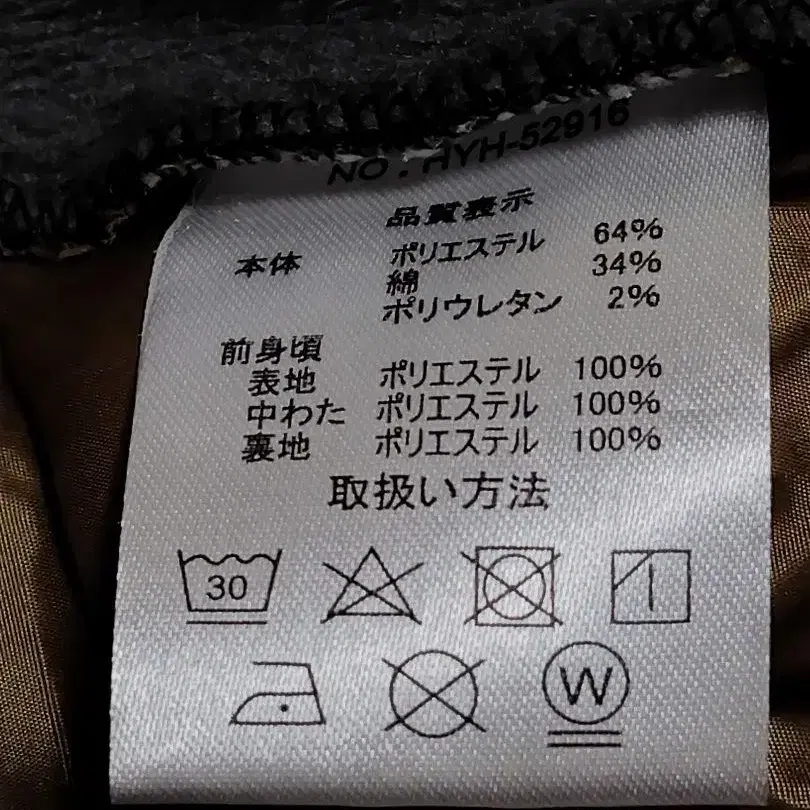 NO．HYH-52916
品質表示
本体 ポリエステル 64%
綿 34%
ポリウレタン 2%
前身頃
表地 ポリエステル 100%
中わた ポリエステル 100%
裏地 ポリエステル 100%
取扱い方法
30
W